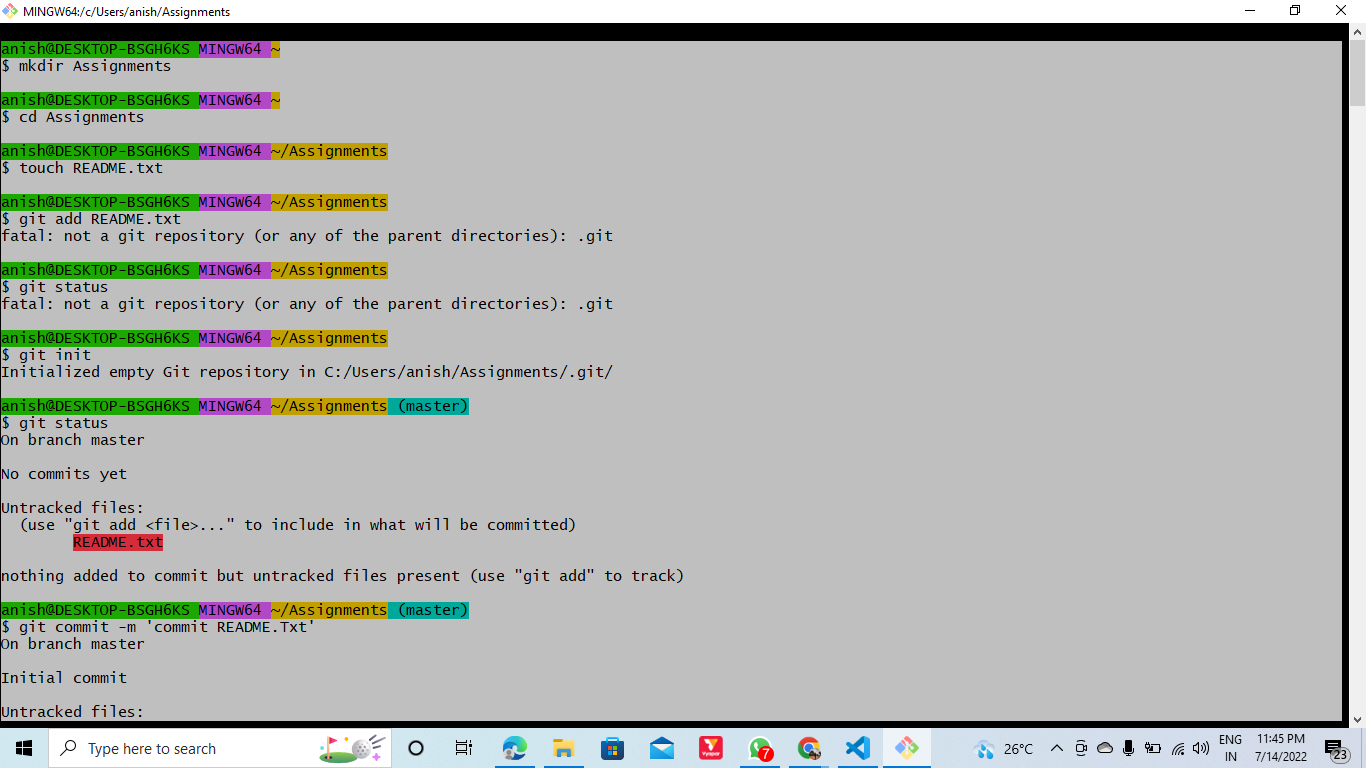 MINGW64:/c/Users/anish/Assignments
anish@DESKTOP-BSGH6KS MINGW64 ~
$ mkdir Assignments
anish@DESKTOP-BSGH6KS MINGW64 ~
$ cd Assignments
anish@DESKTOP-BSGH6KS MINGW64 ~/Assignments
$ touch README.txt
anish@DESKTOP-BSGH6KS MINGW64 ~/Assignments
$ git add README.txt
fatal: not a git repository (or any of the parent directories): .git
anish@DESKTOP-BSGH6KS MINGW64 ~/Assignments
$ git status
fatal: not a git repository (or any of the parent directories): .git
anish@DESKTOP-BSGH6KS MINGW64 ~/Assignments
$ git init
Initialized empty Git repository in C:/Users/anish/Assignments/.git/
anish@DESKTOP-BSGH6KS MINGW64 ~/Assignments (master)
$ git status
On branch master
No commits yet
Untracked files:
  (use "git add <file>..." to include in what will be committed)
        README.txt
nothing added to commit but untracked files present (use "git add" to track)
anish@DESKTOP-BSGH6KS MINGW64 ~/Assignments (master)
$ git commit -m 'commit README.Txt'
On branch master
Initial commit
Untracked files:
Type here to search
7
26°C
ENG
IN
11:45 PM
7/14/2022
23